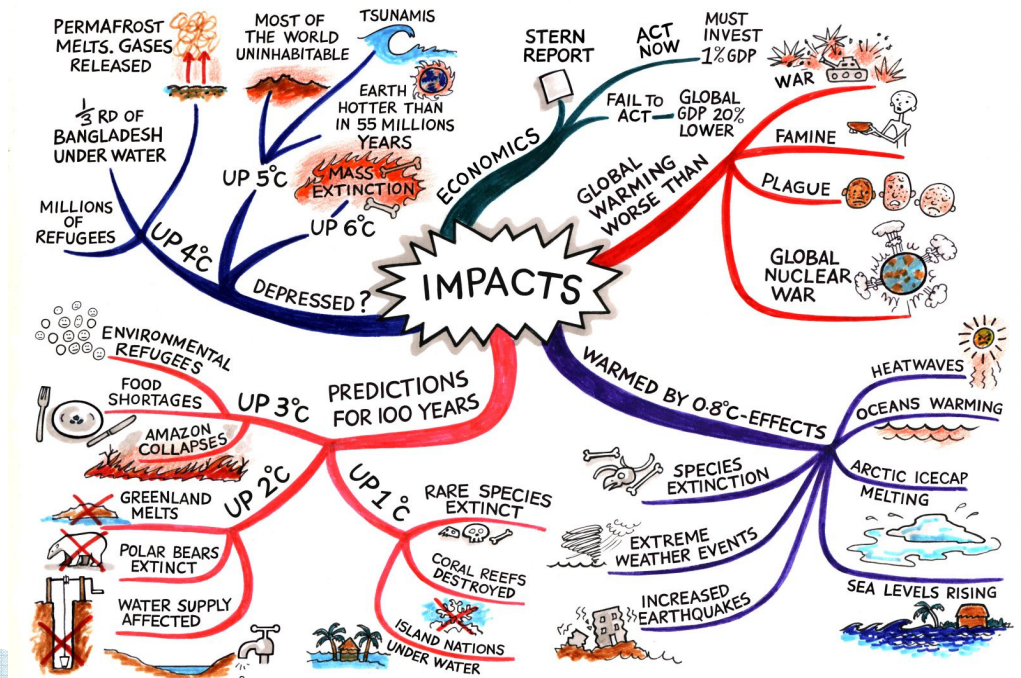 IMPACTS
ECONOMICS
STERN
REPORT
ACT
NOW
MUST
INVEST
1% GDP
FAIL TO
ACT
GLOBAL
GDP 20%
LOWER
GLOBAL
WARMING
WORSE THAN
WAR
FAMINE
PLAGUE
GLOBAL
NUCLEAR
WAR
WARMED BY 0.8°C-EFFECTS
HEATWAVES
OCEANS WARMING
ARCTIC ICECAP
MELTING
SEA LEVELS RISING
SPECIES
EXTINCTION
EXTREME
WEATHER EVENTS
INCREASED
EARTHQUAKES
PREDICTIONS
FOR 100 YEARS
UP 1°C
RARE SPECIES
EXTINCT
CORAL REEFS
DESTROYED
ISLAND NATIONS
UNDER WATER
UP 2°C
GREENLAND
MELTS
POLAR BEARS
EXTINCT
WATER SUPPLY
AFFECTED
UP 3°C
ENVIRONMENTAL
REFUGEES
FOOD
SHORTAGES
AMAZON
COLLAPSES
DEPRESSED?
UP 4°C
PERMAFROST
MELTS. GASES
RELEASED
1/3 RD OF
BANGLADESH
UNDER WATER
MILLIONS
OF
REFUGEES
UP 5°C
MOST OF
THE WORLD
UNINHABITABLE
TSUNAMIS
EARTH
HOTTER THAN
IN 55 MILLIONS
YEARS
UP 6°C
MASS
EXTINCTION